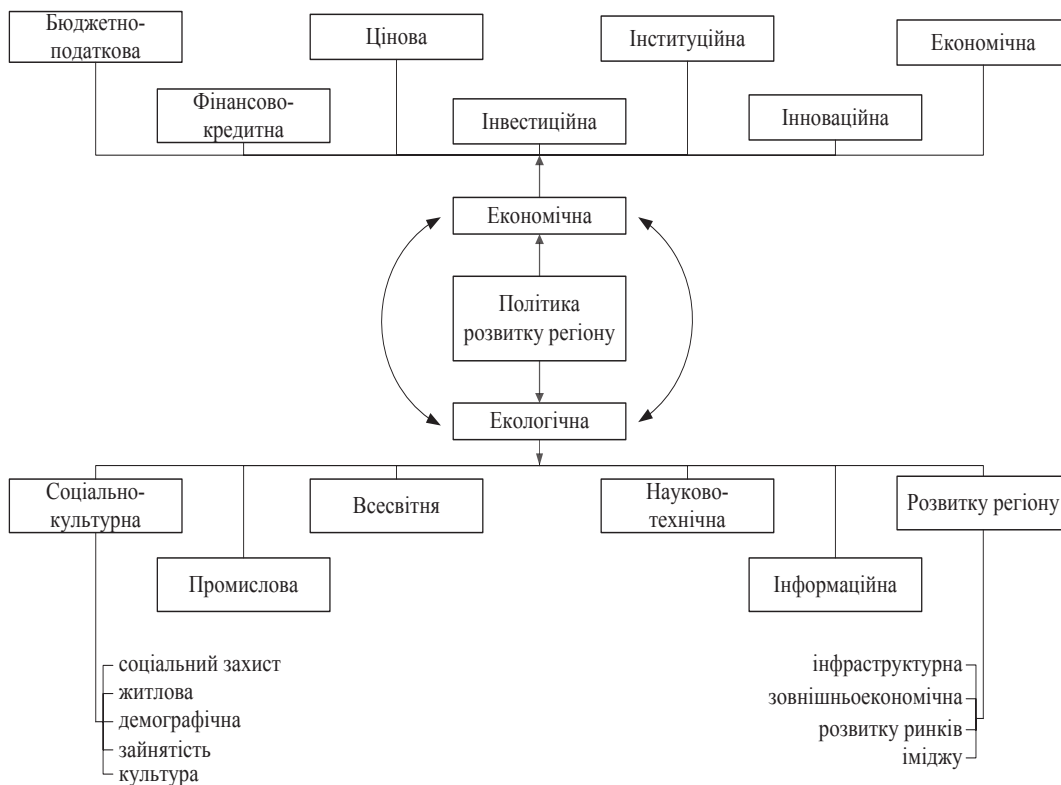 Бюджетно-
податкова
Цінова
Інституційна
Економічна
Фінансово-
кредитна
Інвестиційна
Інноваційна
Економічна
Політика
розвитку регіону
Екологічна
Соціально-
культурна
Всесвітня
Науково-
технічна
Розвитку регіону
Промислова
Інформаційна
соціальний захист
житлова
демографічна
зайнятість
культура
інфраструктурна
зовнішньоекономічна
розвитку ринків
іміджу